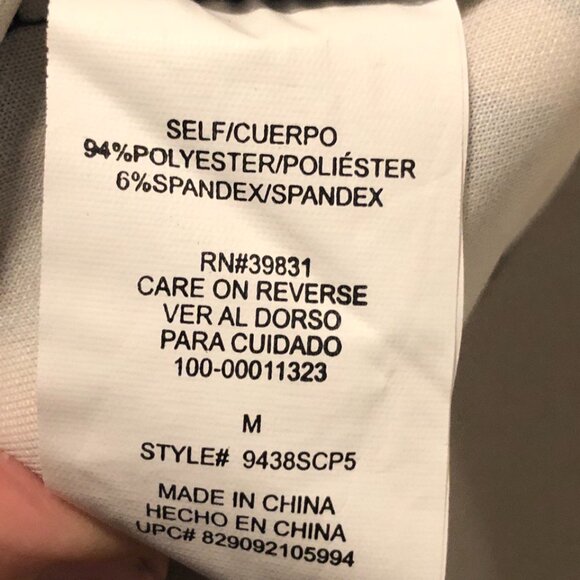 SELF/CUERPO
94%POLYESTER/POLIÉSTER
6%SPANDEX/SPANDEX
RN#39831
CARE ON REVERSE
VER AL DORSO
PARA CUIDADO
100-00011323
M
STYLE# 9438SCP5
MADE IN CHINA
HECHO EN CHINA
UPC# 829092105994